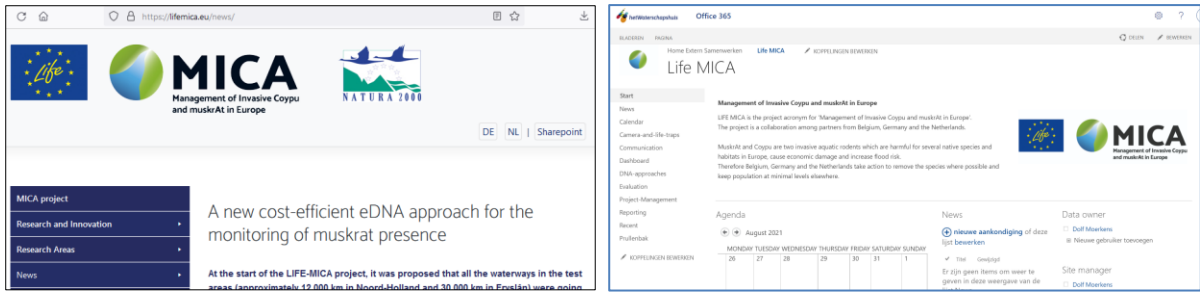 https://lifemica.eu/news/
Life
MICA
Management of Invasive Coypu
and muskrAt in Europe
NATURA 2000
DE NL | Sharepoint
MICA project
Research and Innovation
Research Areas
News
A new cost-efficient eDNA approach for the
monitoring of muskrat presence
At the start of the LIFE-MICA project, it was proposed that all the waterways in the test
areas (approximately 12.000 km in Noord-Holland and 30.000 km in Fryslân) were going
hetWaterschapshuis Office 365
BLADEREN PAGINA DELEN BEWERKEN
Home Extern Samenwerken Life MICA KOPPELINGEN BEWERKEN
Life MICA
Start
News
Calendar
Camera-and-life-traps
Communication
Dashboard
DNA-approaches
Evaluation
Project-Management
Reporting
Recent
Prullenbak
KOPPELINGEN BEWERKEN
Management of Invasive Coypu and muskrAt in Europe
LIFE MICA is the project acronym for 'Management of Invasive Coypu and muskrAt in Europe'.
The project is a collaboration among partners from Belgium, Germany and the Netherlands.
MuskrAt and Coypu are two invasive aquatic rodents which are harmful for several native species and
habitats in Europe, cause economic damage and increase flood risk.
Therefore Belgium, Germany and the Netherlands take action to remove the species where possible and
keep population at minimal levels elsewhere.
Life
MICA
Management of Invasive Coypu
and muskrAt in Europe
Agenda
August 2021
MONDAY TUESDAY WEDNESDAY THURSDAY FRIDAY SATURDAY SUNDAY
26 27 28 29 30 31 1
News
nieuwe aankondiging of deze
lijst bewerken
Titel Gewijzigd
Er zijn geen items om weer te
geven in deze weergave van de
Data owner
Dolf Moerkens
Nieuwe gebruiker toevoegen
Site manager
Dolf Moerkens